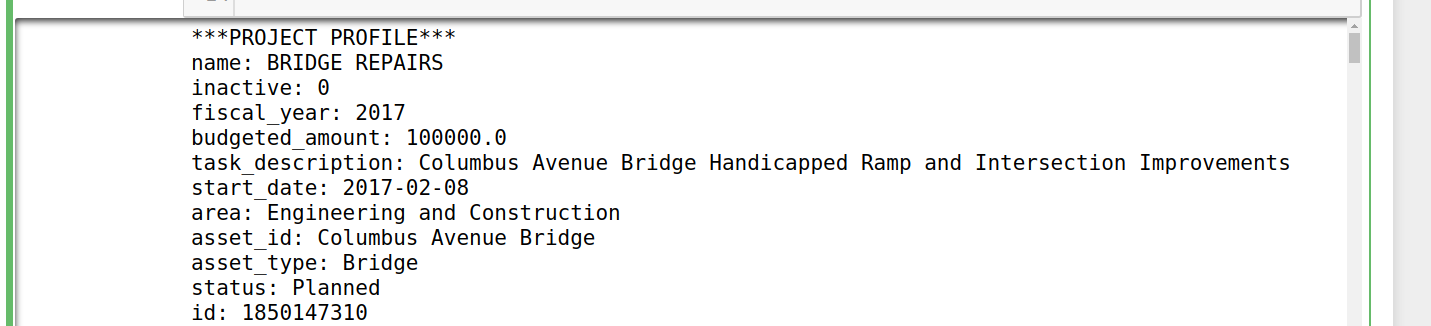 ***PROJECT PROFILE***
name: BRIDGE REPAIRS
inactive: 0
fiscal_year: 2017
budgeted_amount: 100000.0
task_description: Columbus Avenue Bridge Handicapped Ramp and Intersection Improvements
start_date: 2017-02-08
area: Engineering and Construction
asset_id: Columbus Avenue Bridge
asset_type: Bridge
status: Planned
id: 1850147310